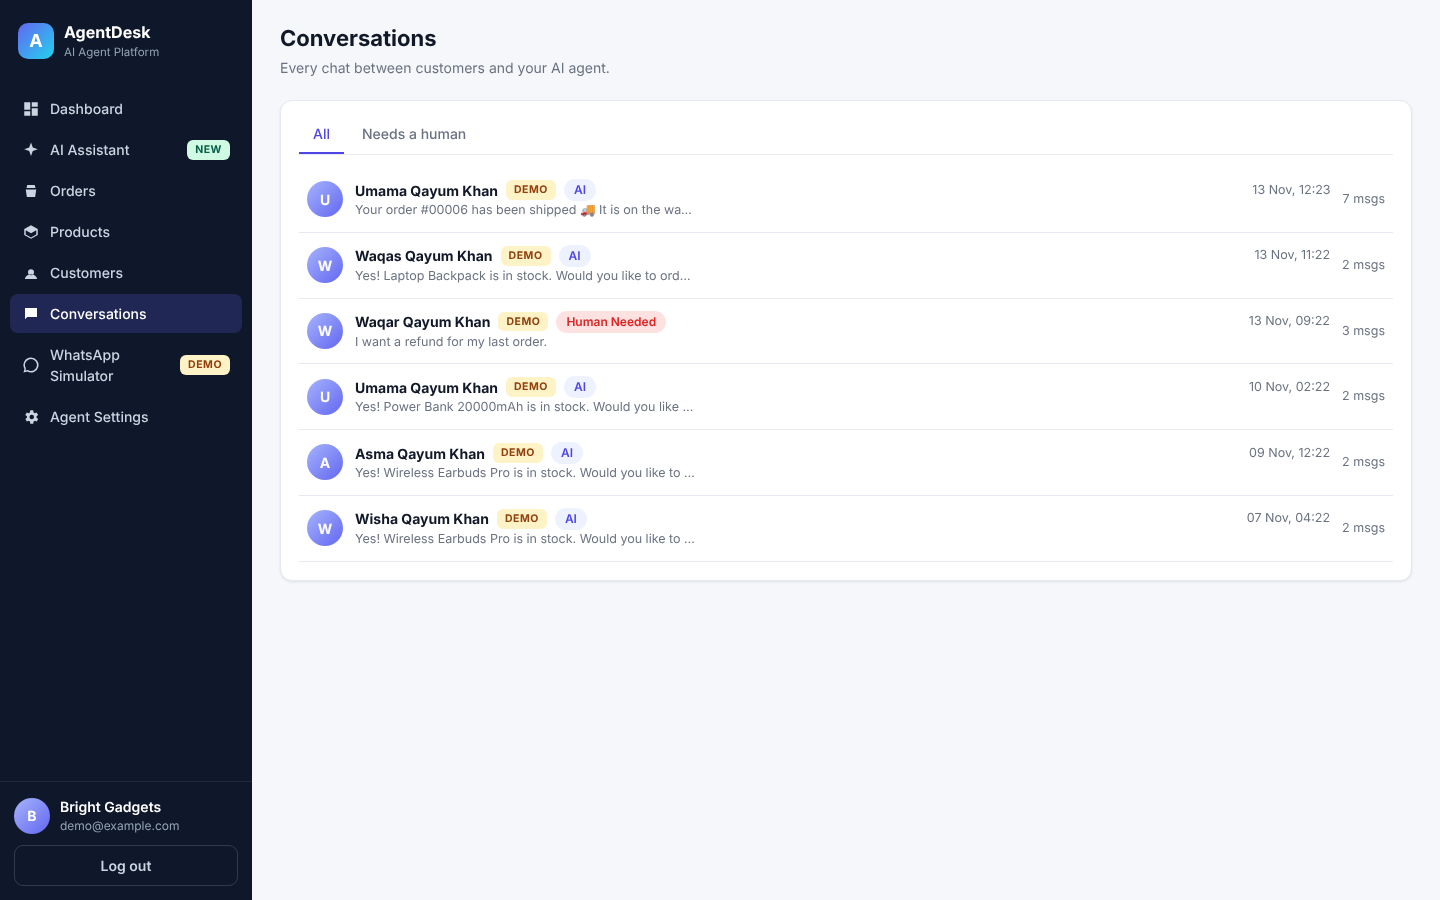 A
AgentDesk
AI Agent Platform
Dashboard
AI Assistant NEW
Orders
Products
Customers
Conversations
WhatsApp
Simulator
DEMO
Agent Settings
B
Bright Gadgets
demo@example.com
Log out
Conversations
Every chat between customers and your AI agent.
All Needs a human
U
Umama Qayum Khan DEMO AI
Your order #00006 has been shipped 🚚 It is on the wa...
13 Nov, 12:23
7 msgs
W
Waqas Qayum Khan DEMO AI
Yes! Laptop Backpack is in stock. Would you like to ord...
13 Nov, 11:22
2 msgs
W
Waqar Qayum Khan DEMO Human Needed
I want a refund for my last order.
13 Nov, 09:22
3 msgs
U
Umama Qayum Khan DEMO AI
Yes! Power Bank 20000mAh is in stock. Would you like ...
10 Nov, 02:22
2 msgs
A
Asma Qayum Khan DEMO AI
Yes! Wireless Earbuds Pro is in stock. Would you like to ...
09 Nov, 12:22
2 msgs
W
Wisha Qayum Khan DEMO AI
Yes! Wireless Earbuds Pro is in stock. Would you like to ...
07 Nov, 04:22
2 msgs